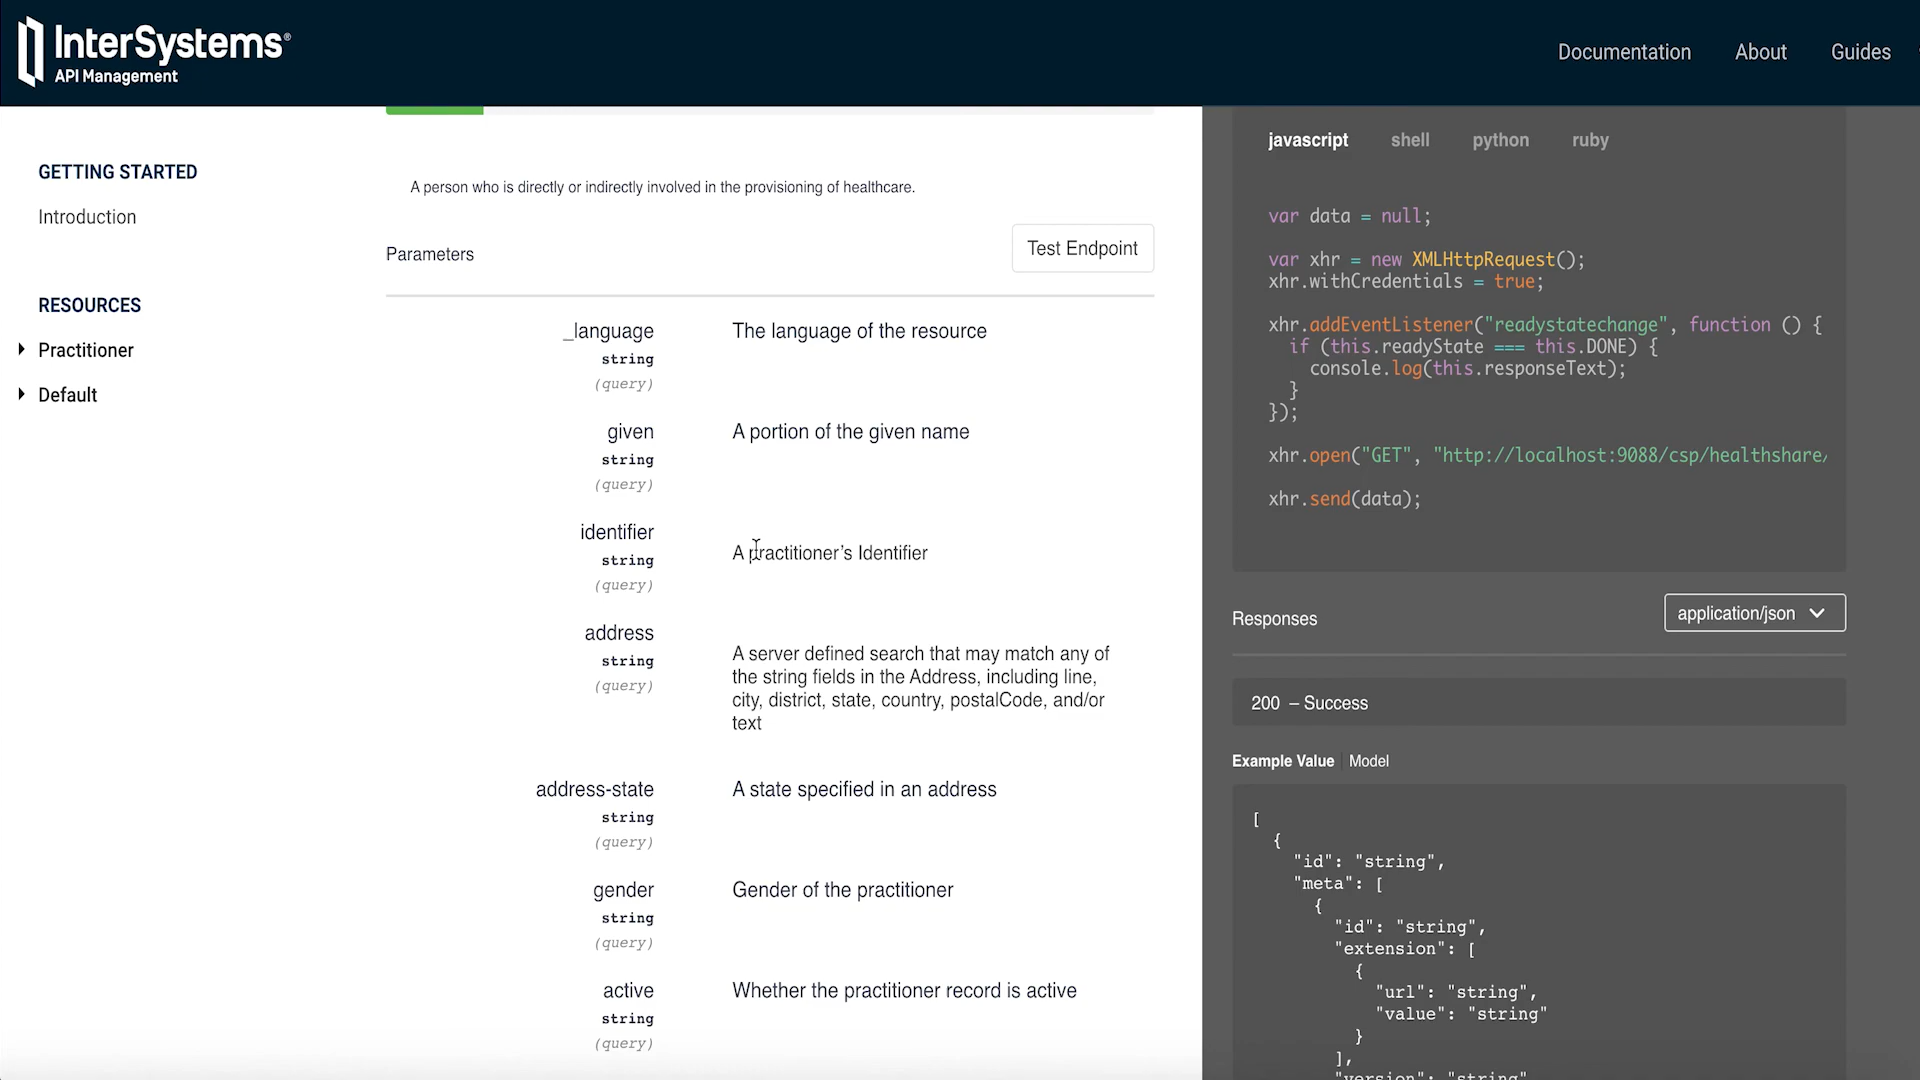 InterSystems®
API Management
Documentation
About
Guides
GETTING STARTED
Introduction
RESOURCES
Practitioner
Default
A person who is directly or indirectly involved in the provisioning of healthcare.
Parameters
Test Endpoint
_language
string
(query)
The language of the resource
given
string
(query)
A portion of the given name
identifier
string
(query)
A practitioner’s Identifier
address
string
(query)
A server defined search that may match any of
the string fields in the Address, including line,
city, district, state, country, postalCode, and/or
text
address-state
string
(query)
A state specified in an address
gender
string
(query)
Gender of the practitioner
active
string
(query)
Whether the practitioner record is active
javascript
shell
python
ruby
var data = null;
var xhr = new XMLHttpRequest();
xhr.withCredentials = true;
xhr.addEventListener("readystatechange", function () {
if (this.readyState === this.DONE) {
console.log(this.responseText);
}
});
xhr.open("GET", "http://localhost:9088/csp/healthshare/
xhr.send(data);
Responses
application/json
200 – Success
Example Value
Model
[
{
"id": "string",
"meta": [
{
"id": "string",
"extension": [
{
"url": "string",
"value": "string"
}
],
"version": "string"